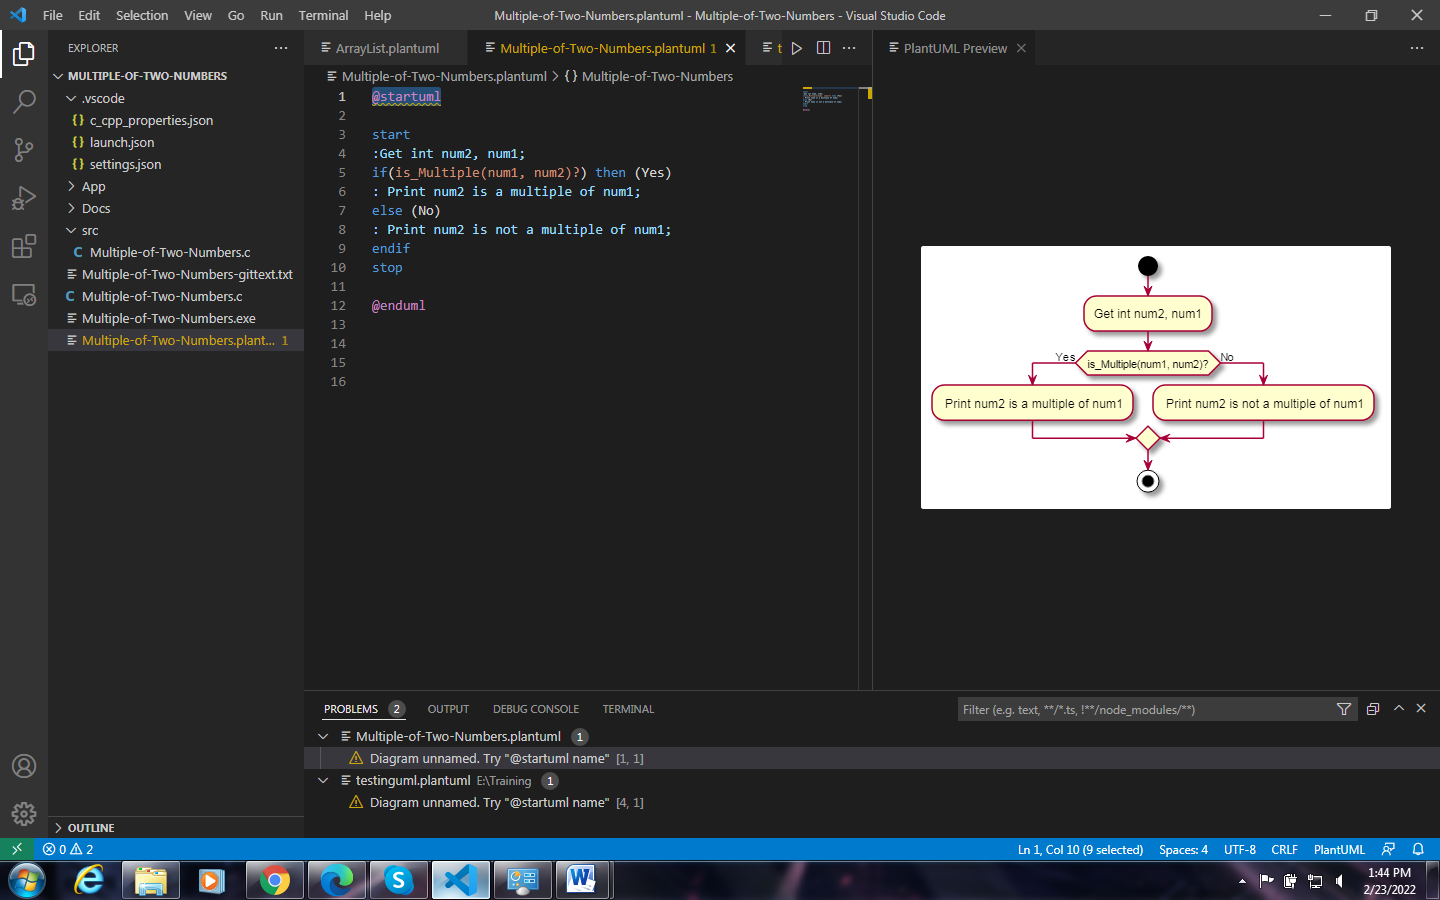 File Edit Selection View Go Run Terminal Help Multiple-of-Two-Numbers.plantuml - Multiple-of-Two-Numbers - Visual Studio Code
EXPLORER
MULTIPLE-OF-TWO-NUMBERS
.vscode
{} c_cpp_properties.json
{} launch.json
{} settings.json
App
Docs
src
C Multiple-of-Two-Numbers.c
Multiple-of-Two-Numbers-gittext.txt
C Multiple-of-Two-Numbers.c
Multiple-of-Two-Numbers.exe
Multiple-of-Two-Numbers.plant... 1
OUTLINE
ArrayList.plantuml Multiple-of-Two-Numbers.plantuml 1 t
Multiple-of-Two-Numbers.plantuml > {} Multiple-of-Two-Numbers
1 @startuml
2
3 start
4 :Get int num2, num1;
5 if(is_Multiple(num1, num2)?) then (Yes)
6 : Print num2 is a multiple of num1;
7 else (No)
8 : Print num2 is not a multiple of num1;
9 endif
10 stop
11
12 @enduml
13
14
15
16
PlantUML Preview
Get int num2, num1
Yes is_Multiple(num1, num2)? No
Print num2 is a multiple of num1 Print num2 is not a multiple of num1
PROBLEMS 2 OUTPUT DEBUG CONSOLE TERMINAL Filter (e.g. text, **/*.ts, !**/node_modules/**)
Multiple-of-Two-Numbers.plantuml 1
Diagram unnamed. Try "@startuml name" [1, 1]
testinguml.plantuml E:\Training 1
Diagram unnamed. Try "@startuml name" [4, 1]
0 2 Ln 1, Col 10 (9 selected) Spaces: 4 UTF-8 CRLF PlantUML
1:44 PM
2/23/2022